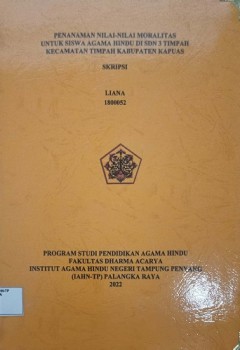 PENANAMAN NILAI-NILAI MORALITAS
UNTUK SISWA AGAMA HINDU DI SDN 3 TIMPAH
KECAMATAN TIMPAH KABUPATEN KAPUAS
SKRIPSI
LIANA
1800052
PROGRAM STUDI PENDIDIKAN AGAMA HINDU
FAKULTAS DHARMA ACARYA
INSTITUT AGAMA HINDU NEGERI TAMPUNG PENYANG
(IAHN-TP) PALANGKA RAYA
2022